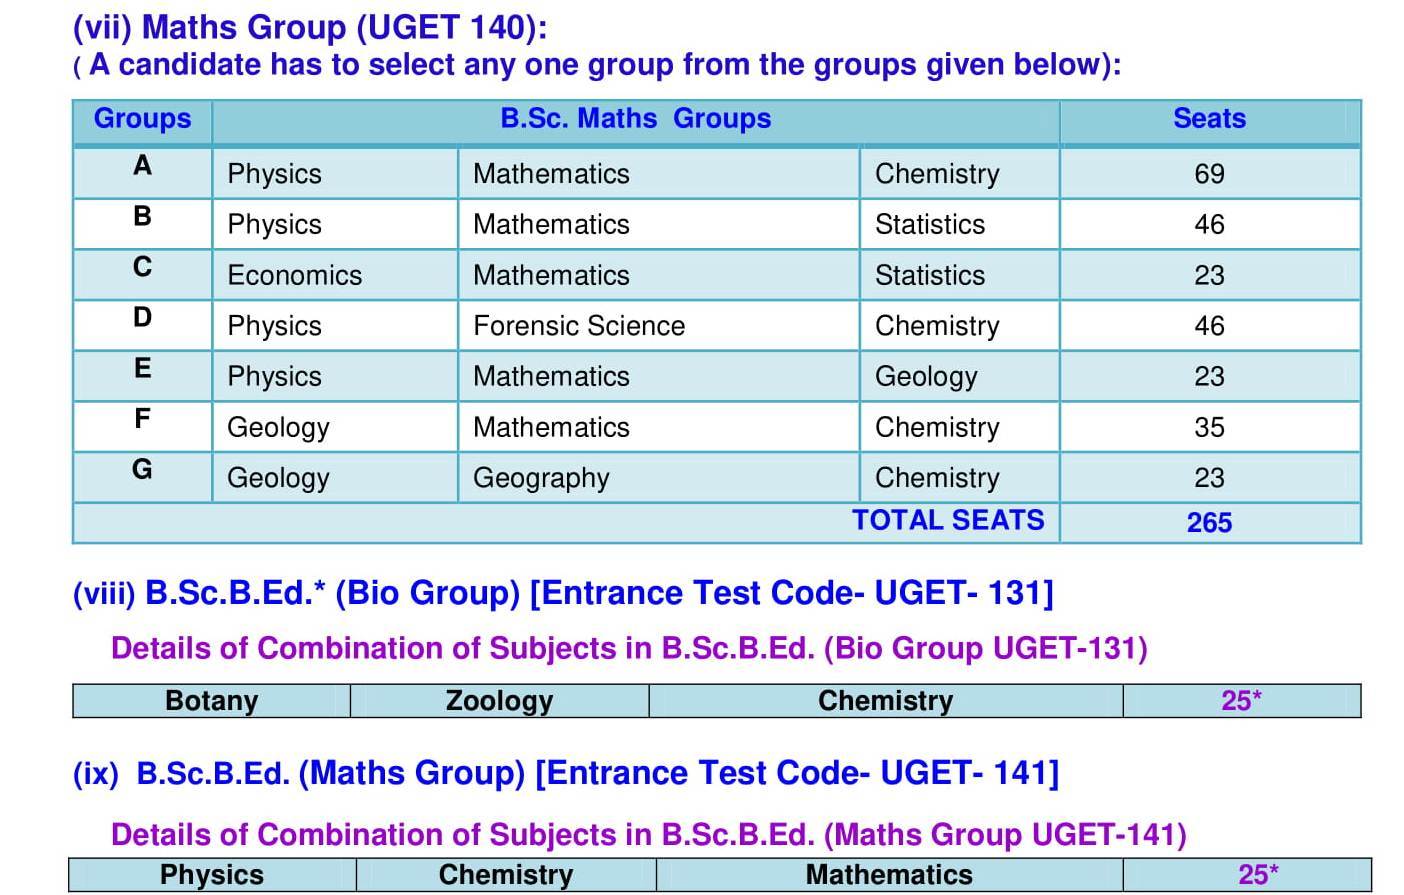 (vii) Maths Group (UGET 140):
( A candidate has to select any one group from the groups given below):
Groups B.Sc. Maths Groups Seats
A Physics Mathematics Chemistry 69
B Physics Mathematics Statistics 46
C Economics Mathematics Statistics 23
D Physics Forensic Science Chemistry 46
E Physics Mathematics Geology 23
F Geology Mathematics Chemistry 35
G Geology Geography Chemistry 23
TOTAL SEATS 265
(viii) B.Sc.B.Ed.* (Bio Group) [Entrance Test Code- UGET- 131]
Details of Combination of Subjects in B.Sc.B.Ed. (Bio Group UGET-131)
Botany Zoology Chemistry 25*
(ix) B.Sc.B.Ed. (Maths Group) [Entrance Test Code- UGET- 141]
Details of Combination of Subjects in B.Sc.B.Ed. (Maths Group UGET-141)
Physics Chemistry Mathematics 25*